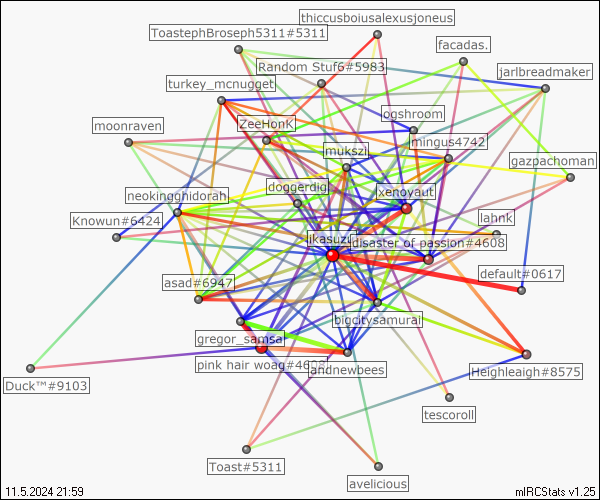 thiccusboiusalexusjoneus
ToastephBroseph5311#5311
facadas.
Random Stuf6#5983
jarlbreadmaker
turkey_mcnugget
ogshroom
ZeeHonK
moonraven
mingus4742
mukszi
gazpachoman
doggerdig
xenoyaut
neokingghidorah
lahnk
Knowun#6424
likasuzi
disaster of passion#4608
default#0617
asad#6947
bigcitysamurai
gregor_samsa
pink hair woag#4608
andnewbees
Heighleaigh#8575
Duck™#9103
tescoroll
Toast#5311
avelicious
11.5.2024 21:59
mIRCStats v1.25